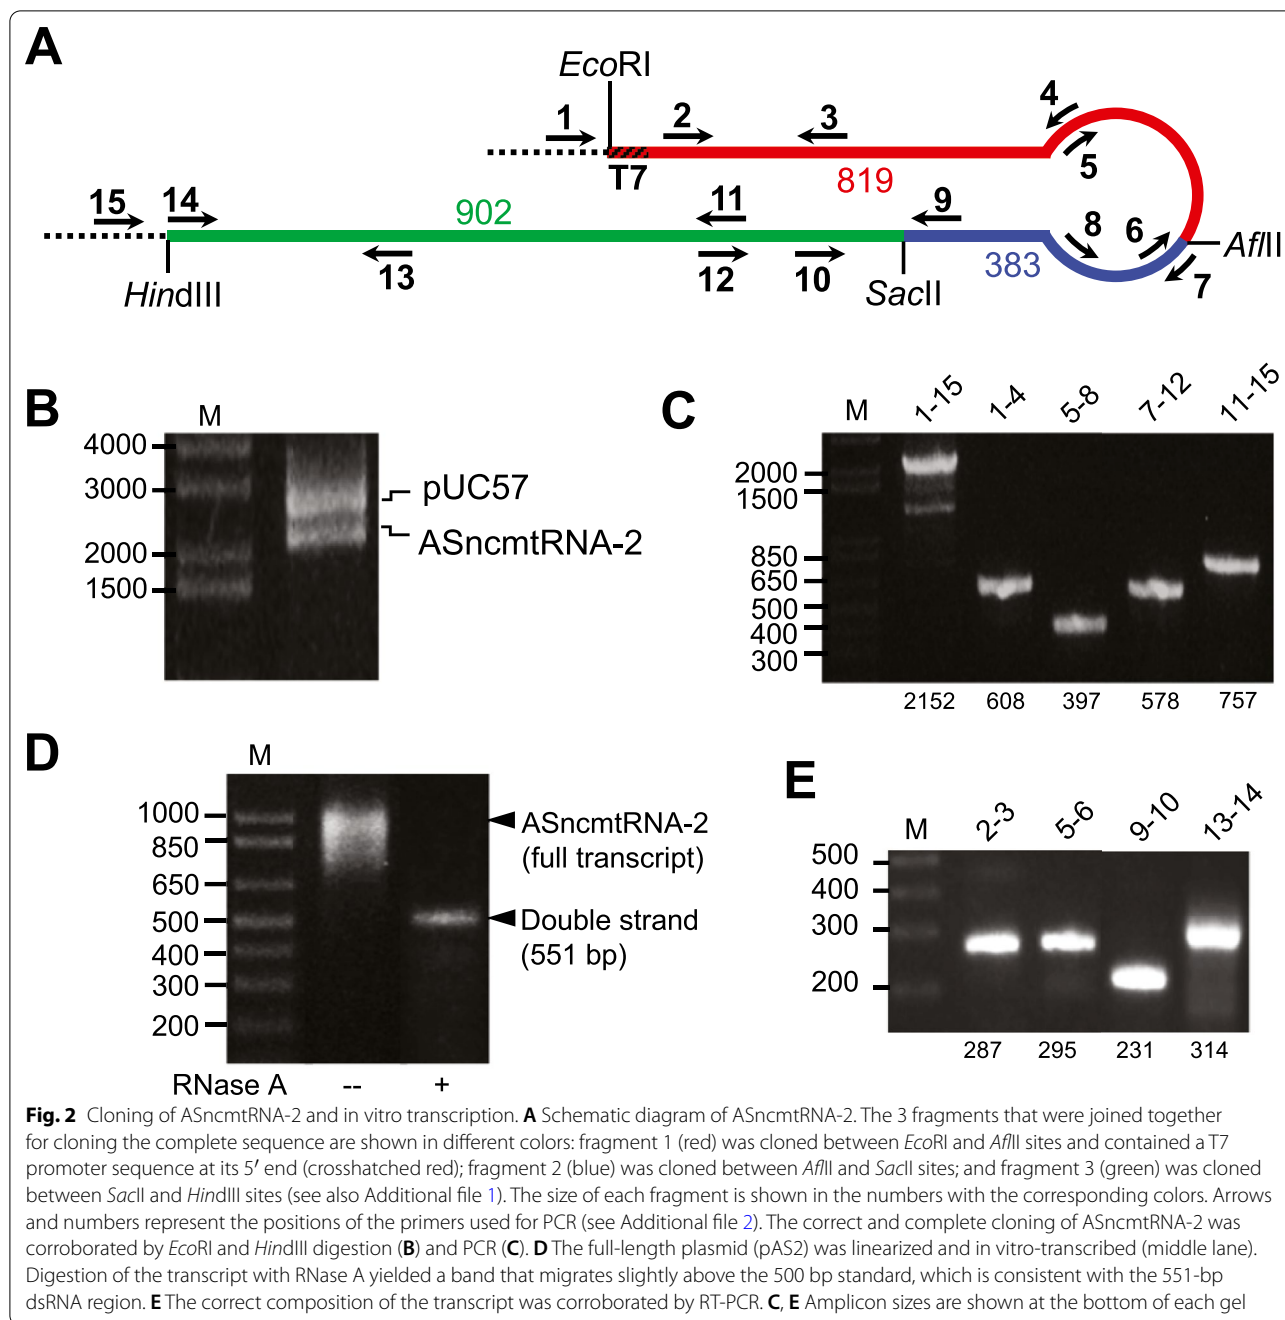 A
EcoRI
1
2
3
4
5
T7
819
15
14
902
11
9
8
6
AflII
13
12
10
383
7
HindIII
SacII
B
M
4000
3000
2000
1500
pUC57
ASncmtRNA-2
C
M
1-15
1-4
5-8
7-12
11-15
2000
1500
850
650
500
400
300
2152
608
397
578
757
D
M
1000
850
650
500
400
300
200
ASncmtRNA-2
(full transcript)
Double strand
(551 bp)
RNase A
--
+
E
M
2-3
5-6
9-10
13-14
500
400
300
200
287
295
231
314
Fig. 2 Cloning of ASncmtRNA-2 and in vitro transcription. A Schematic diagram of ASncmtRNA-2. The 3 fragments that were joined together
for cloning the complete sequence are shown in different colors: fragment 1 (red) was cloned between EcoRI and AflII sites and contained a T7
promoter sequence at its 5′ end (crosshatched red); fragment 2 (blue) was cloned between AflII and SacII sites; and fragment 3 (green) was cloned
between SacII and HindIII sites (see also Additional file 1). The size of each fragment is shown in the numbers with the corresponding colors. Arrows
and numbers represent the positions of the primers used for PCR (see Additional file 2). The correct and complete cloning of ASncmtRNA-2 was
corroborated by EcoRI and HindIII digestion (B) and PCR (C). D The full-length plasmid (pAS2) was linearized and in vitro-transcribed (middle lane).
Digestion of the transcript with RNase A yielded a band that migrates slightly above the 500 bp standard, which is consistent with the 551-bp
dsRNA region. E The correct composition of the transcript was corroborated by RT-PCR. C, E Amplicon sizes are shown at the bottom of each gel